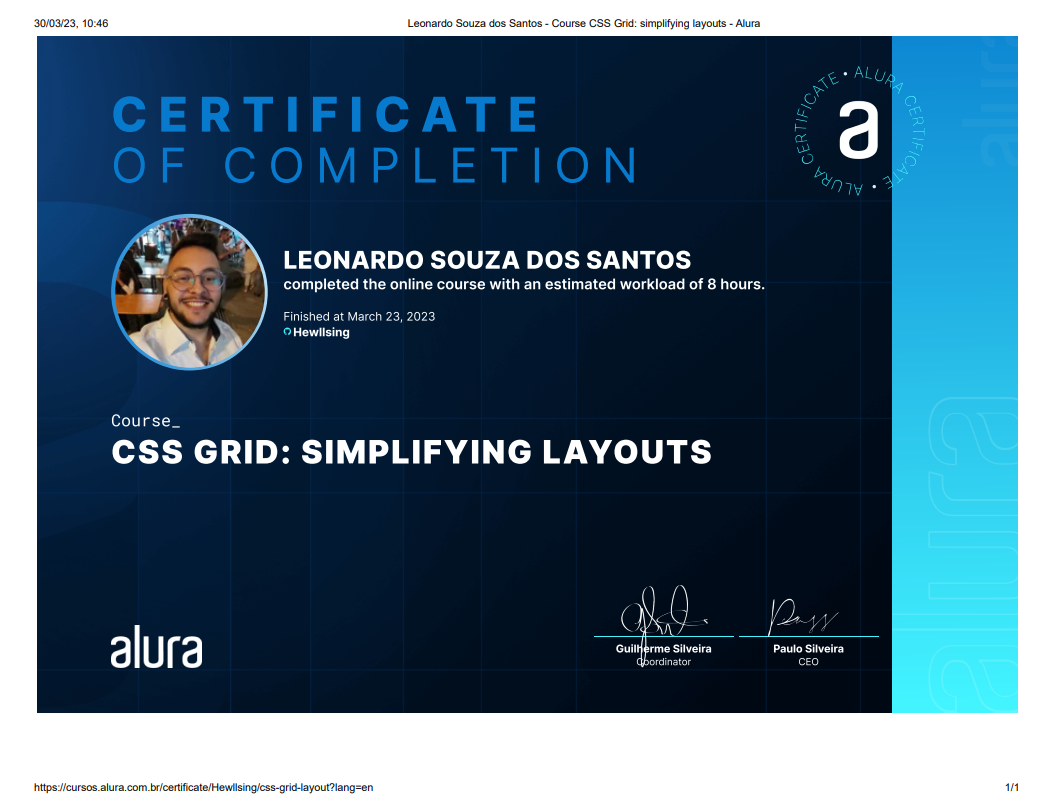 30/03/23, 10:46
Leonardo Souza dos Santos - Course CSS Grid: simplifying layouts - Alura
CERTIFICATE
OF COMPLETION
ALURA CERTIFICATE • ALURA CERTIFICATE •
a
alura
LEONARDO SOUZA DOS SANTOS
completed the online course with an estimated workload of 8 hours.
Finished at March 23, 2023
Hewllsing
Course_
CSS GRID: SIMPLIFYING LAYOUTS
alura
alura
alura
Guilherme Silveira
Coordinator
Paulo Silveira
CEO
https://cursos.alura.com.br/certificate/Hewllsing/css-grid-layout?lang=en
1/1